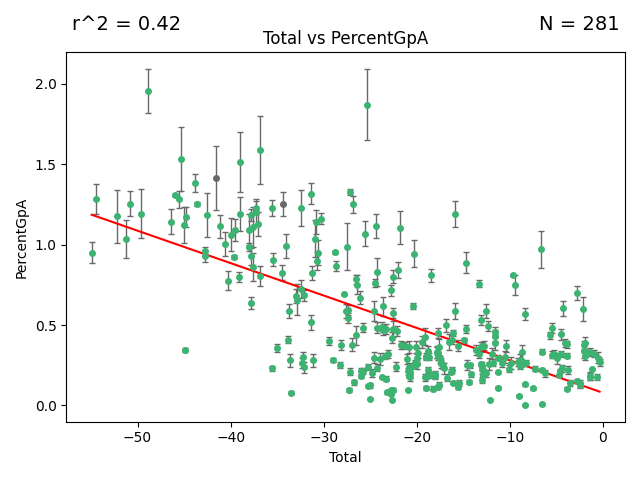 r^2 = 0.42
N = 281
Total vs PercentGpA
PercentGpA
2.0
1.5
1.0
0.5
0.0
−50
−40
−30
−20
−10
0
Total